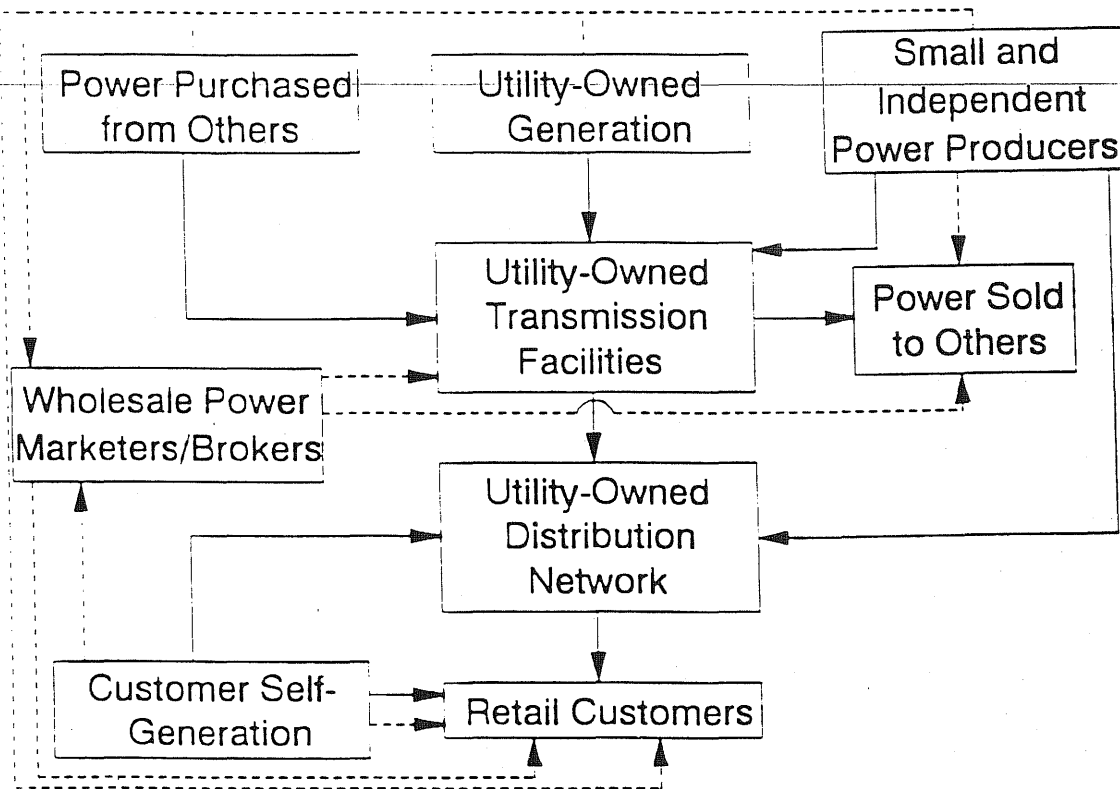 Power Purchased
from Others
Utility-Owned
Generation
Small and
Independent
Power Producers
Utility-Owned
Transmission
Facilities
Power Sold
to Others
Wholesale Power
Marketers/Brokers
Utility-Owned
Distribution
Network
Customer Self-
Generation
Retail Customers